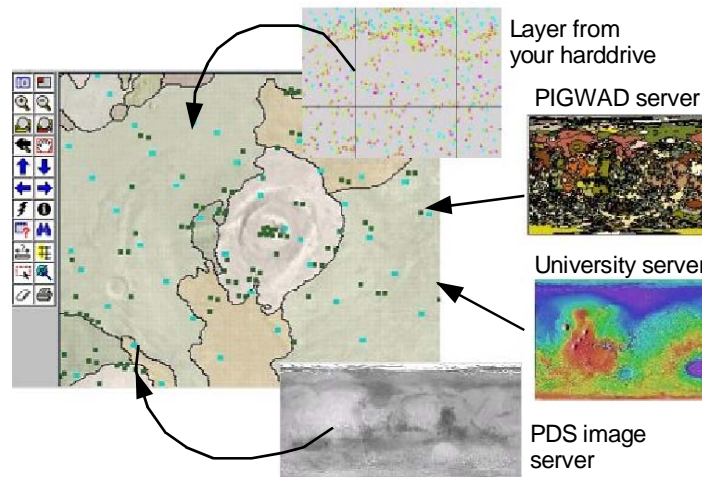 Layer from
your harddrive
PIGWAD server
University server
PDS image
server